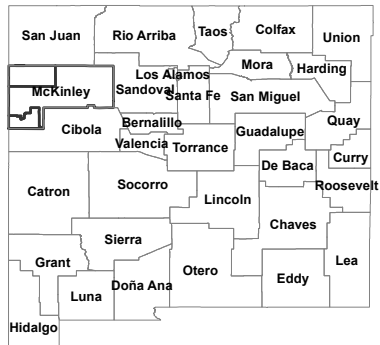 San Juan
Rio Arriba
Taos
Colfax
Union
Mora
Harding
Los Alamos
McKinley
Sandoval
Santa Fe
San Miguel
Quay
Bernalillo
Guadalupe
Cibola
Valencia
Torrance
Curry
De Baca
Roosevelt
Catron
Socorro
Lincoln
Chaves
Sierra
Grant
Lea
Otero
Eddy
Doña Ana
Luna
Hidalgo